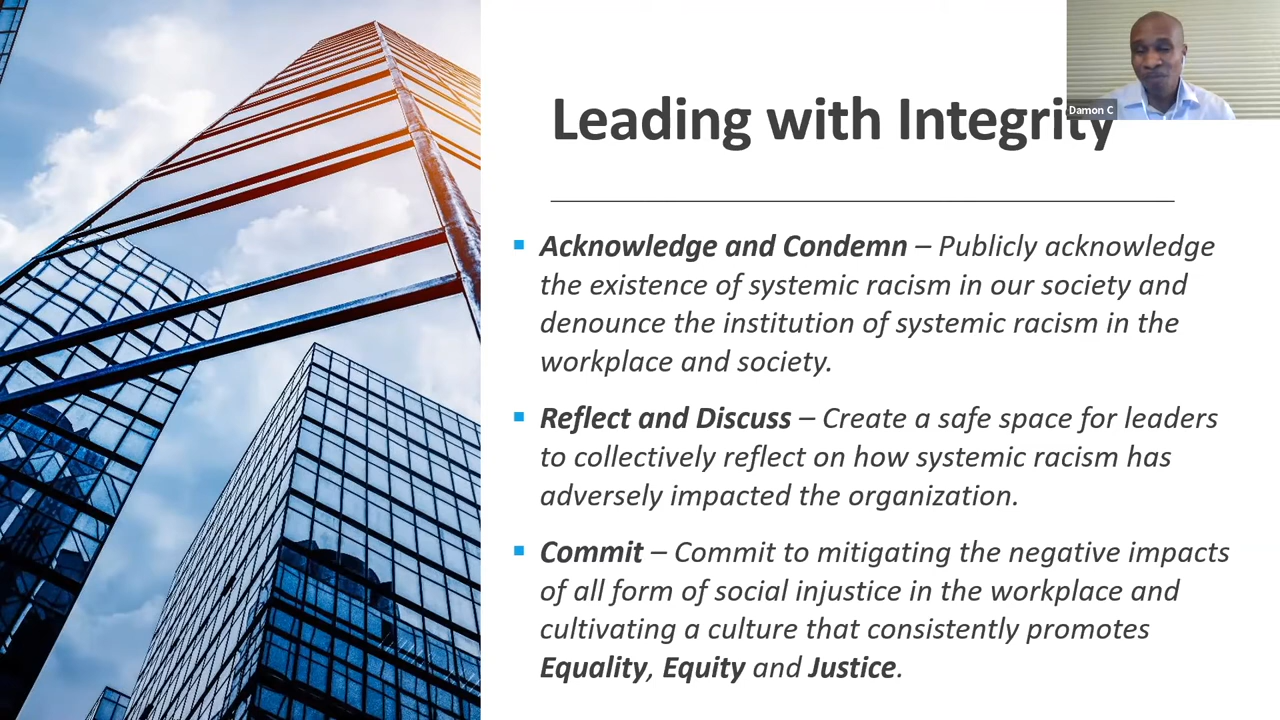 Leading with Integrity
Damon C
▪ Acknowledge and Condemn – Publicly acknowledge
the existence of systemic racism in our society and
denounce the institution of systemic racism in the
workplace and society.
▪ Reflect and Discuss – Create a safe space for leaders
to collectively reflect on how systemic racism has
adversely impacted the organization.
▪ Commit – Commit to mitigating the negative impacts
of all form of social injustice in the workplace and
cultivating a culture that consistently promotes
Equality, Equity and Justice.